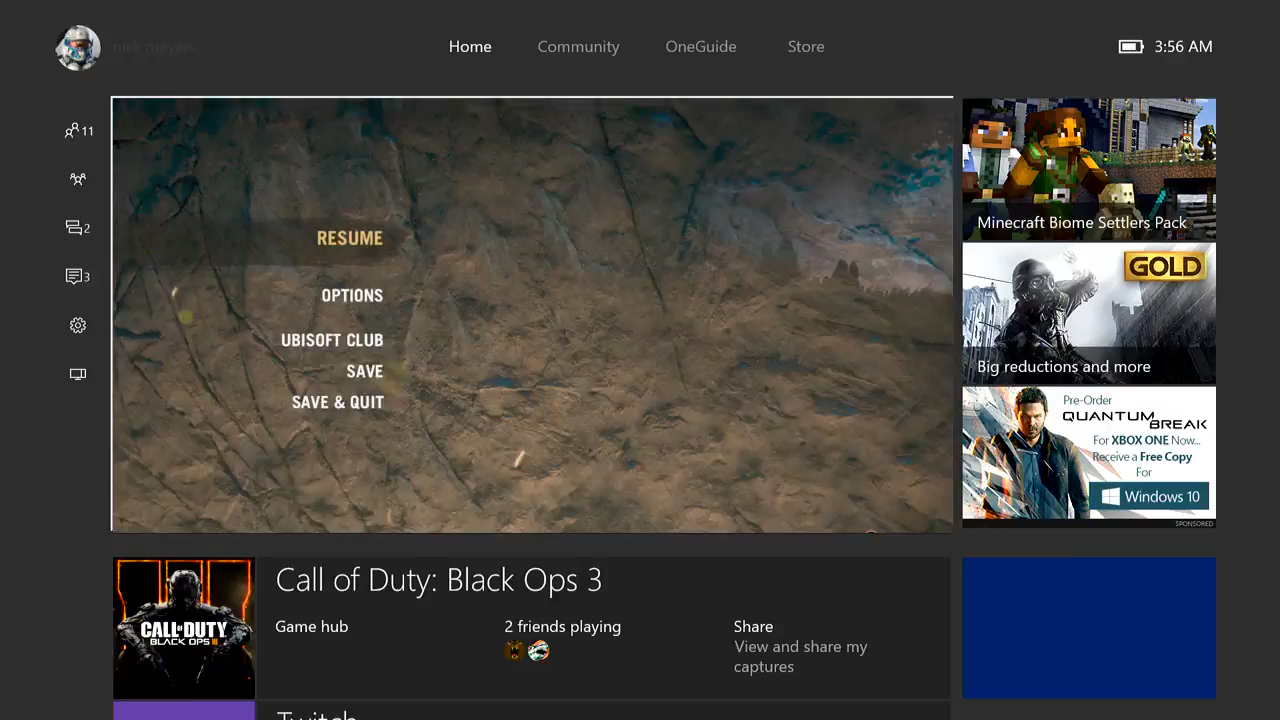 nick meyers
Home
Community
OneGuide
Store
3:56 AM
11
2
3
RESUME
OPTIONS
UBISOFT CLUB
SAVE
SAVE & QUIT
Minecraft Biome Settlers Pack
GOLD
Big reductions and more
Pre-Order
QUANTUM BREAK
For XBOX ONE Now...
Receive a Free Copy
For
Windows 10
SPONSORED
CALL OF DUTY
BLACK OPS III
Call of Duty: Black Ops 3
Game hub
2 friends playing
Share
View and share my
captures
Twitch